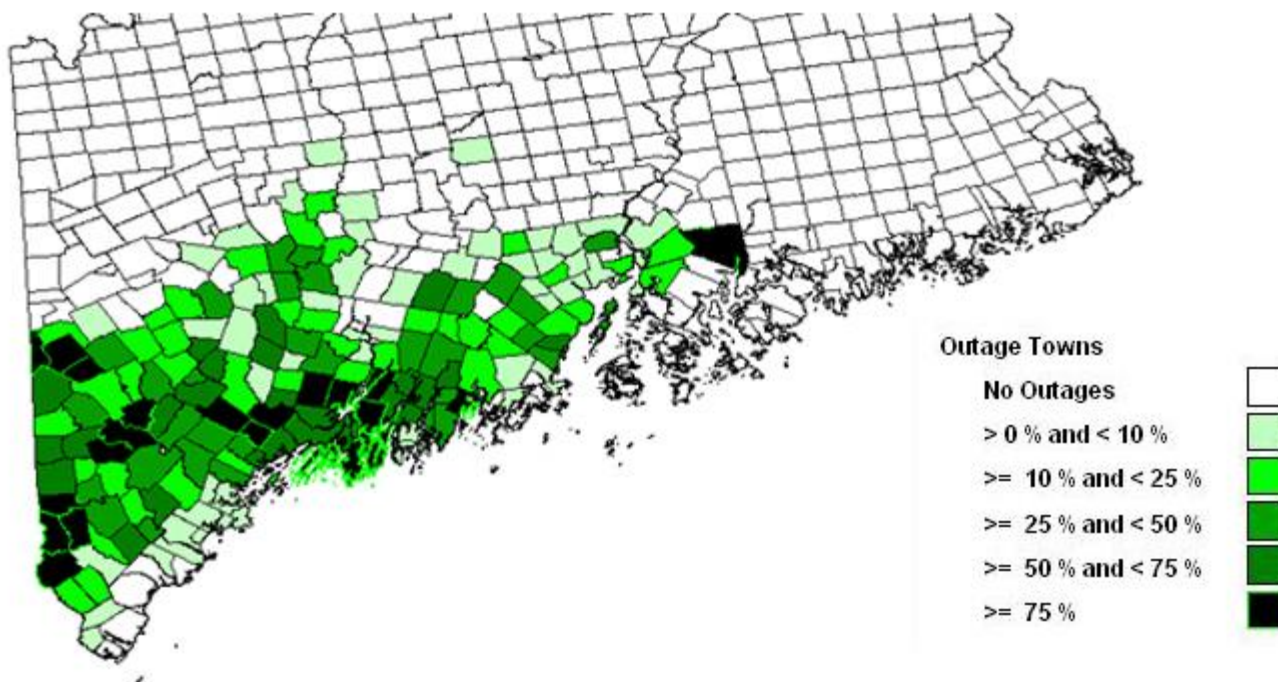 Outage Towns
No Outages
> 0 % and < 10 %
>= 10 % and < 25 %
>= 25 % and < 50 %
>= 50 % and < 75 %
>= 75 %